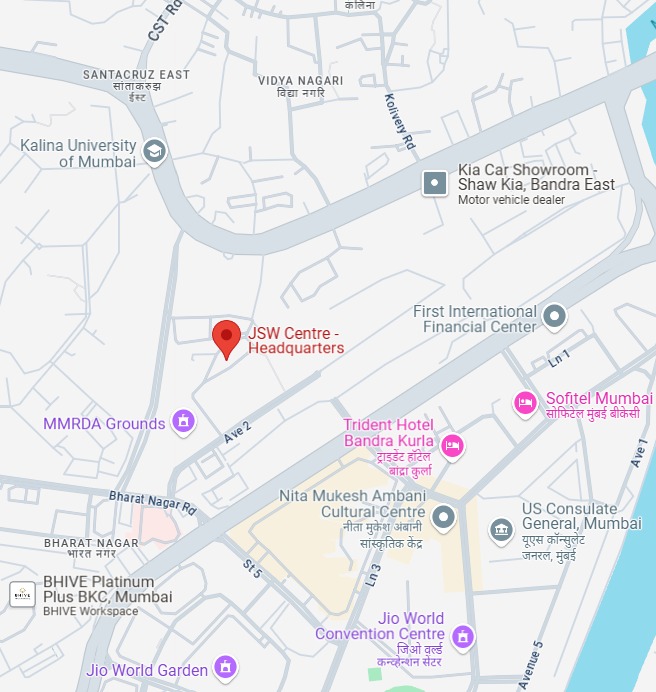 कलिना
CST Rd
SANTACRUZ EAST
सांताक्रुझ
ईस्ट
VIDYA NAGARI
विद्या नगरि
Kolivery Rd
Kalina University
of Mumbai
Kia Car Showroom -
Shaw Kia, Bandra East
Motor vehicle dealer
First International
Financial Center
JSW Centre -
Headquarters
Ln 1
Sofitel Mumbai
सोफिटेल मुंबई बीकेसी
MMRDA Grounds
Ave 2
Trident Hotel
Bandra Kurla
ट्राइडेंट हॉटेल
बांद्रा कुर्ला
Ave 1
Bharat Nagar Rd
Nita Mukesh Ambani
Cultural Centre
नीता मुकेश अंबानी
सांस्कृतिक केंद्र
US Consulate
General, Mumbai
यूएस कॉन्सुलेट
जनरल, मुंबई
BHARAT NAGAR
भारत नगर
St 5
Ln 3
BHIVE Platinum
Plus BKC, Mumbai
BHIVE Workspace
Jio World
Convention Centre
जिओ वर्ल्ड
कन्व्हेन्शन सेंटर
Avenue 5
Jio World Garden